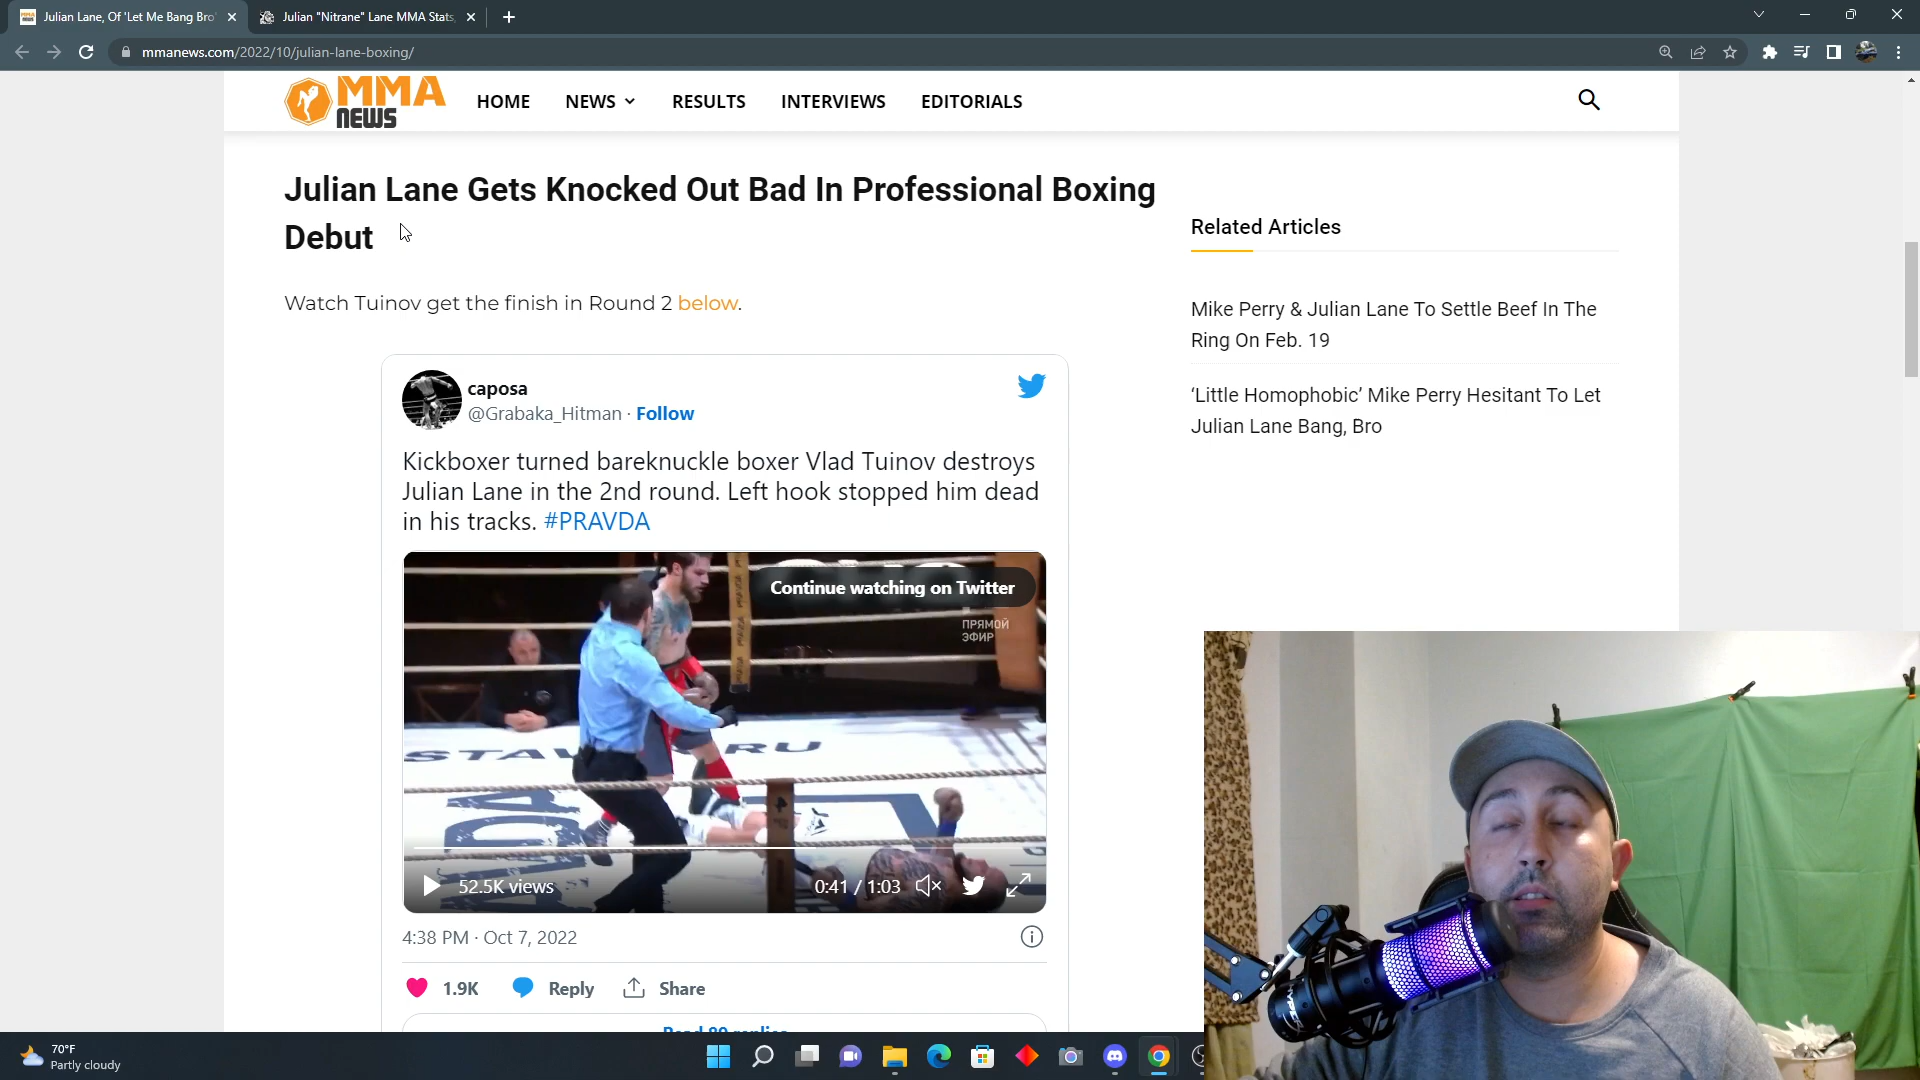 Julian Lane, Of 'Let Me Bang Bro'
Julian "Nitrane" Lane MMA Stats,
mmanews.com/2022/10/julian-lane-boxing/
MMA
NEWS
HOME
NEWS
RESULTS
INTERVIEWS
EDITORIALS
Julian Lane Gets Knocked Out Bad In Professional Boxing
Debut
Watch Tuinov get the finish in Round 2 below.
caposa
@Grabaka_Hitman · Follow
Kickboxer turned bareknuckle boxer Vlad Tuinov destroys
Julian Lane in the 2nd round. Left hook stopped him dead
in his tracks. #PRAVDA
Continue watching on Twitter
ПРЯМОЙ
ЭФИР
52.5K views
0:41 / 1:03
4:38 PM · Oct 7, 2022
1.9K
Reply
Share
Read 89 replies
Related Articles
Mike Perry & Julian Lane To Settle Beef In The
Ring On Feb. 19
‘Little Homophobic’ Mike Perry Hesitant To Let
Julian Lane Bang, Bro
70°F
Partly cloudy